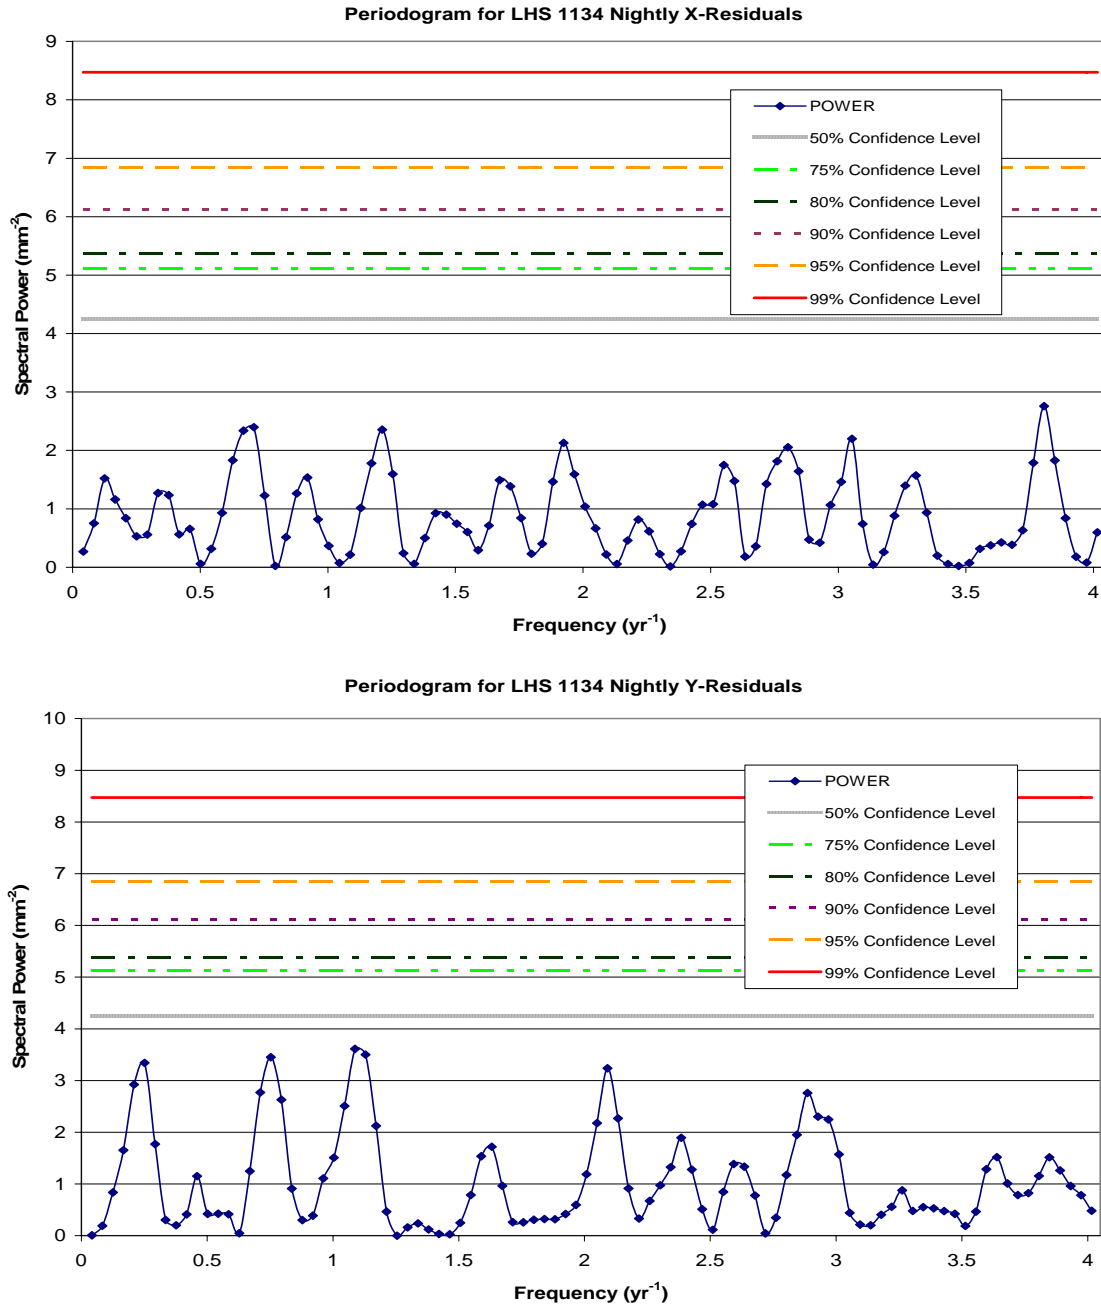 Periodogram for LHS 1134 Nightly X-Residuals
9
8
7
6
5
4
3
2
1
0
Spectral Power (mm-2)
POWER
50% Confidence Level
75% Confidence Level
80% Confidence Level
90% Confidence Level
95% Confidence Level
99% Confidence Level
0 0.5 1 1.5 2 2.5 3 3.5 4
Frequency (yr-1)
Periodogram for LHS 1134 Nightly Y-Residuals
10
9
8
7
6
5
4
3
2
1
0
Spectral Power (mm-2)
POWER
50% Confidence Level
75% Confidence Level
80% Confidence Level
90% Confidence Level
95% Confidence Level
99% Confidence Level
0 0.5 1 1.5 2 2.5 3 3.5 4
Frequency (yr-1)